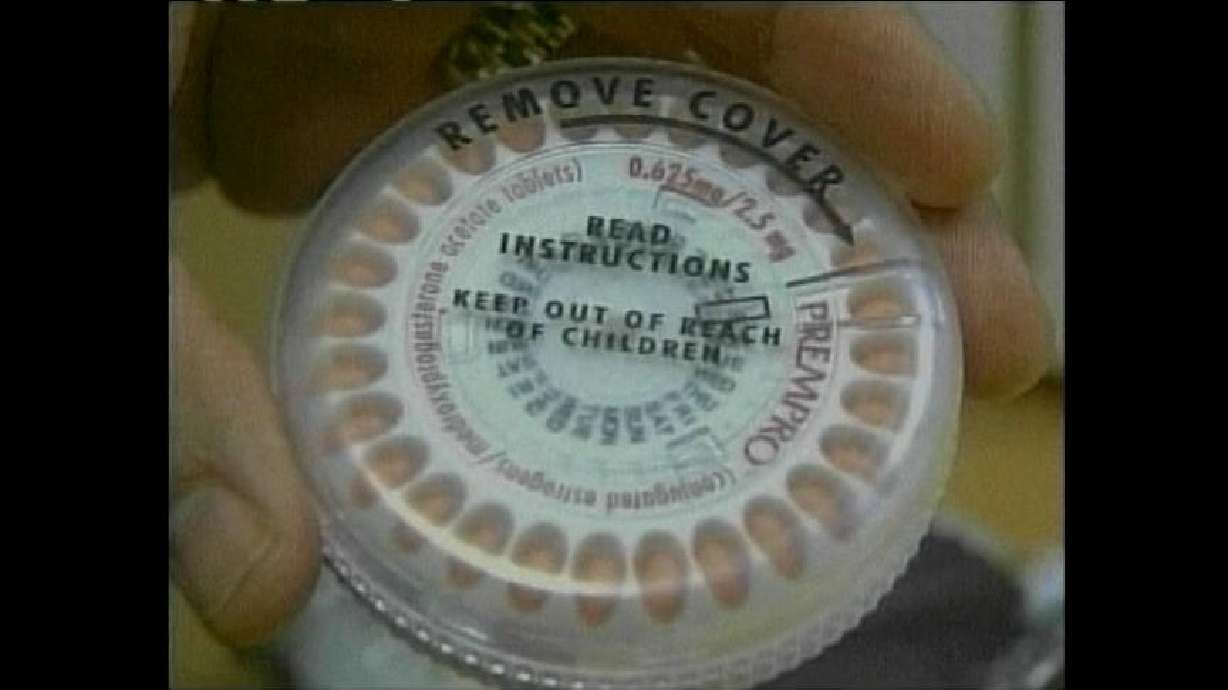 REMOVE COVER
0.625mg/2.5 mg
READ
INSTRUCTIONS
KEEP OUT OF REACH
OF CHILDREN
PREMPRO
(conjugated estrogens/medroxyprogesterone acetate tablets)